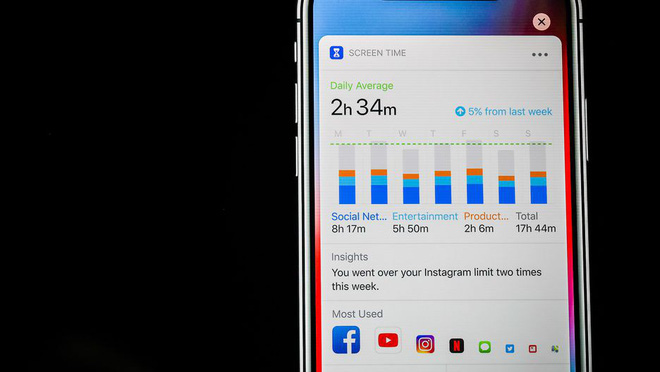 SCREEN TIME
Daily Average
2h 34m
5% from last week
M T W T F S S
Social Net... Entertainment Product... Total
8h 17m 5h 50m 2h 6m 17h 44m
Insights
You went over your Instagram limit two times
this week.
Most Used